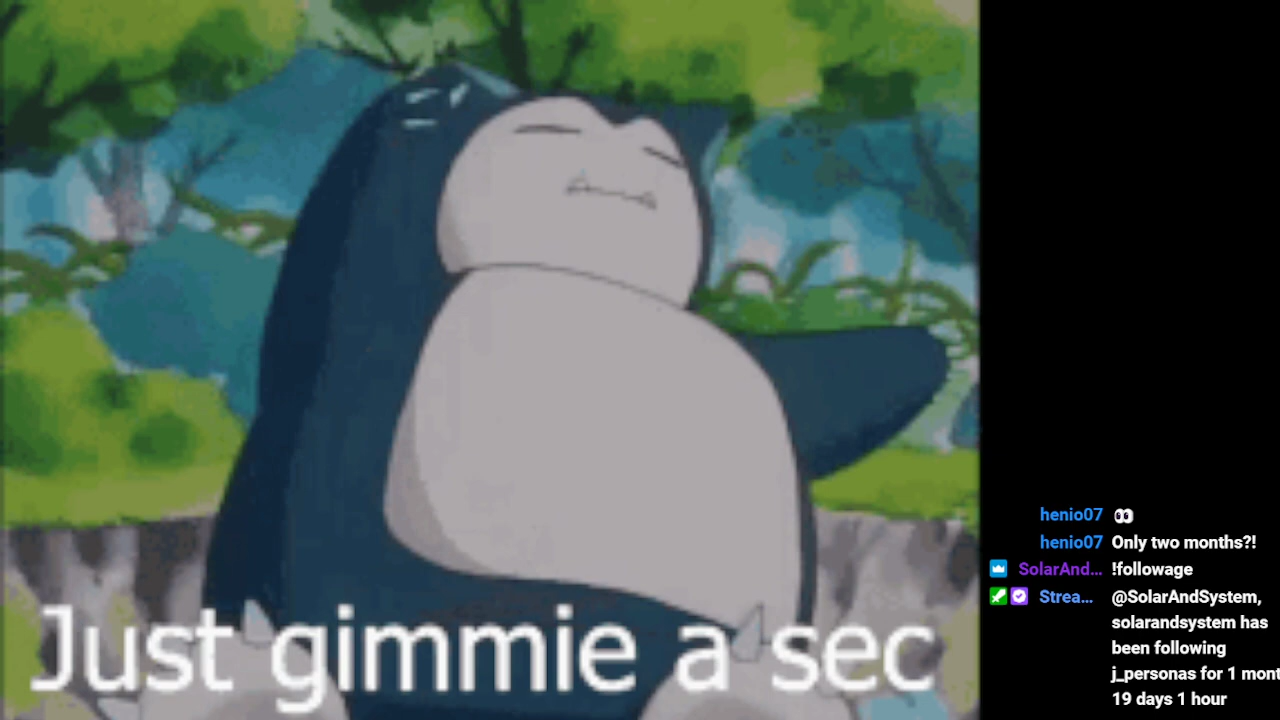 Just gimmie a sec
henio07 👀
henio07 Only two months?!
SolarAnd... !followage
Strea... @SolarAndSystem,
solarandsystem has
been following
j_personas for 1 mont
19 days 1 hour